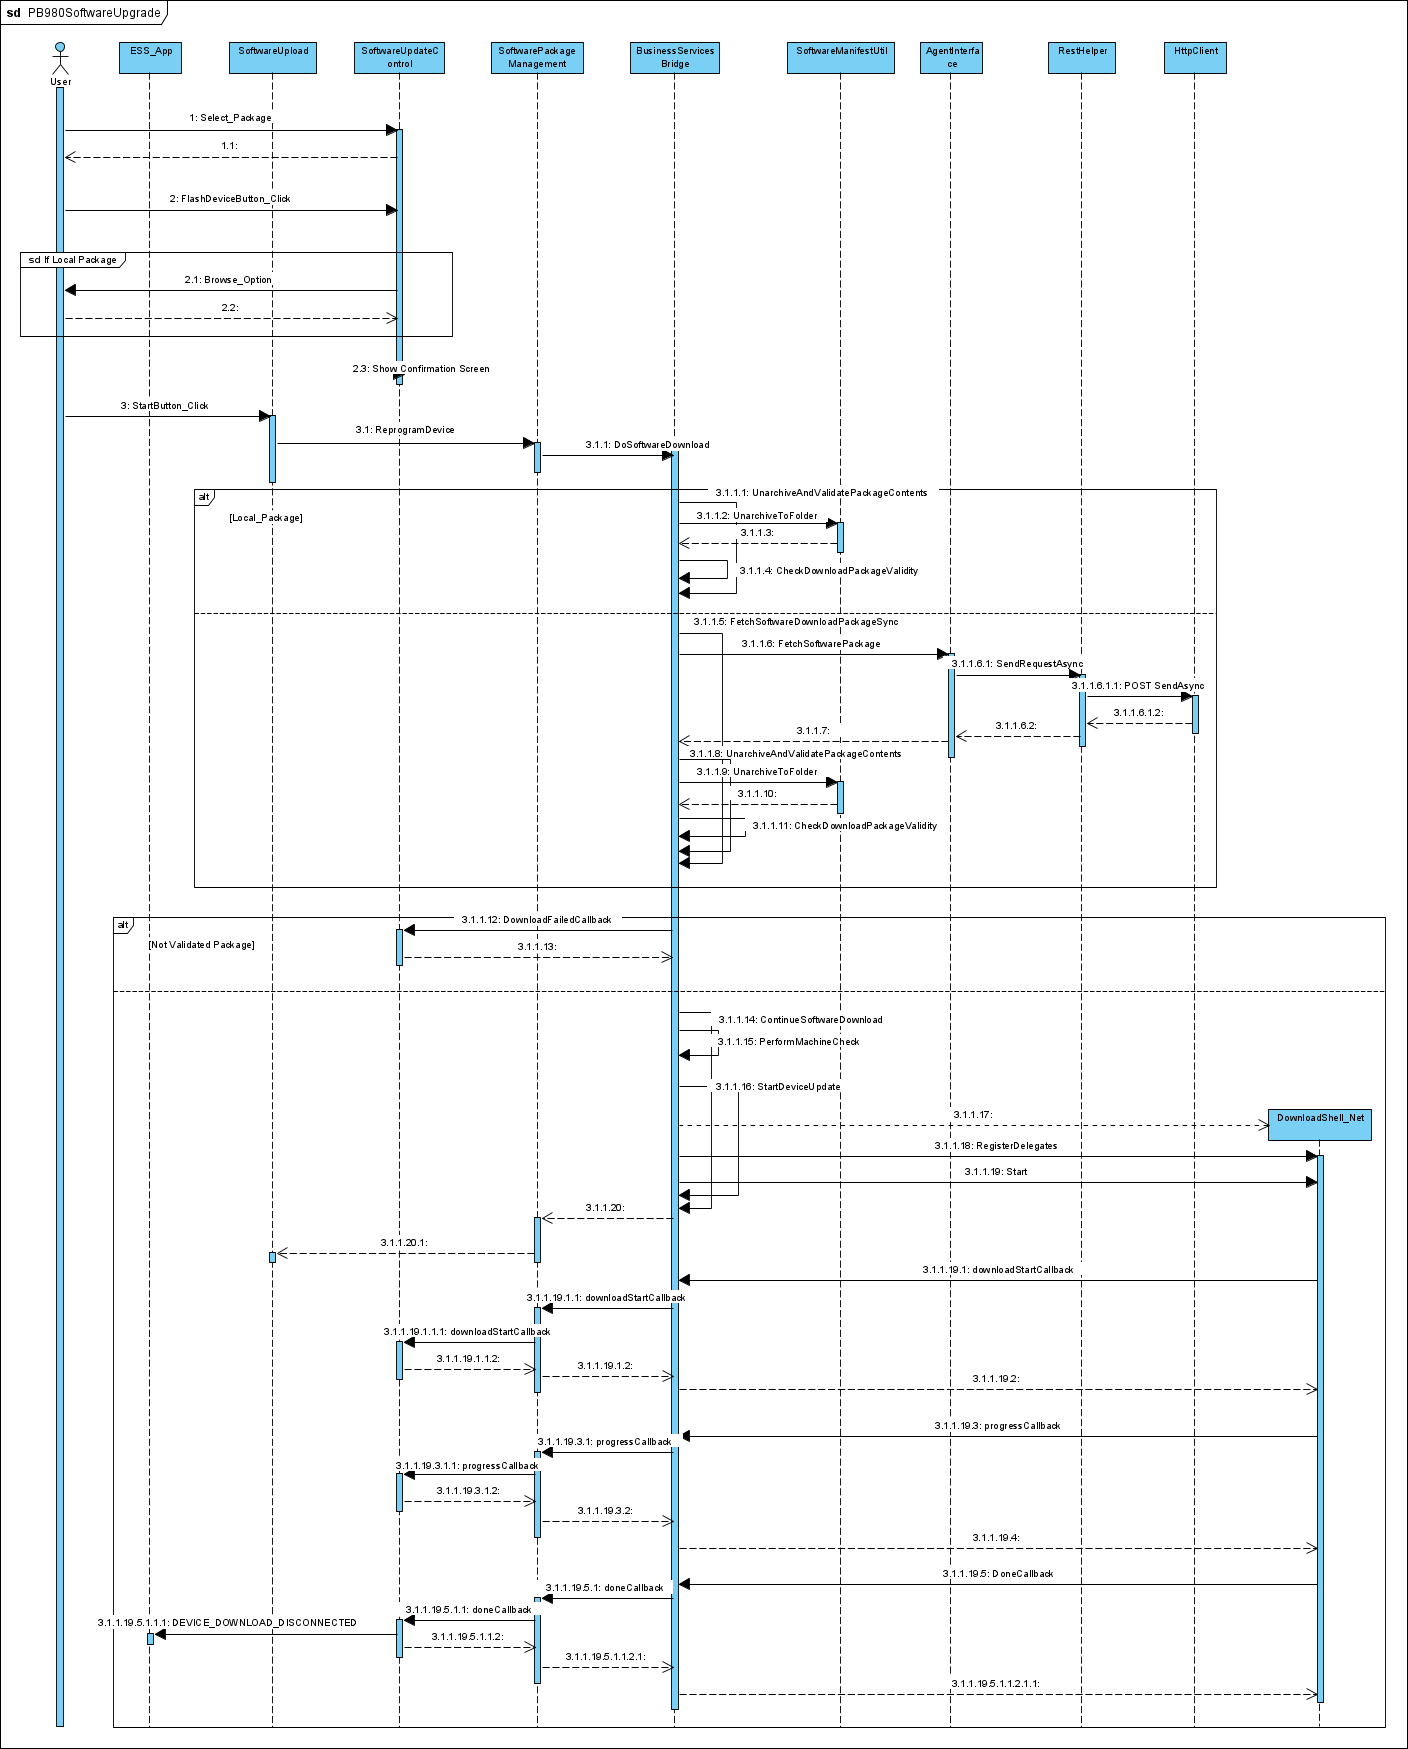 sd PB980SoftwareUpgrade
User
ESS_App
SoftwareUpload
SoftwareUpdateC
ontrol
SoftwarePackage
Management
BusinessServices
Bridge
SoftwareManifestUtil
AgentInterfa
ce
RestHelper
HttpClient
1: Select_Package
1.1:
2: FlashDeviceButton_Click
sd If Local Package
2.1: Browse_Option
2.2:
2.3: Show Confirmation Screen
3: StartButton_Click
3.1: ReprogramDevice
3.1.1: DoSoftwareDownload
alt
3.1.1.1: UnarchiveAndValidatePackageContents
[Local_Package]
3.1.1.2: UnarchiveToFolder
3.1.1.3:
3.1.1.4: CheckDownloadPackageValidity
3.1.1.5: FetchSoftwareDownloadPackageSync
3.1.1.6: FetchSoftwarePackage
3.1.1.6.1: SendRequestAsync
3.1.1.6.1.1: POST SendAsync
3.1.1.6.1.2:
3.1.1.6.2:
3.1.1.7:
3.1.1.8: UnarchiveAndValidatePackageContents
3.1.1.9: UnarchiveToFolder
3.1.1.10:
3.1.1.11: CheckDownloadPackageValidity
alt
3.1.1.12: DownloadFailedCallback
[Not Validated Package]
3.1.1.13:
3.1.1.14: ContinueSoftwareDownload
3.1.1.15: PerformMachineCheck
3.1.1.16: StartDeviceUpdate
3.1.1.17:
DownloadShell_Net
3.1.1.18: RegisterDelegates
3.1.1.19: Start
3.1.1.20:
3.1.1.20.1:
3.1.1.19.1: downloadStartCallback
3.1.1.19.1.1: downloadStartCallback
3.1.1.19.1.1.1: downloadStartCallback
3.1.1.19.1.1.2:
3.1.1.19.1.2:
3.1.1.19.2:
3.1.1.19.3: progressCallback
3.1.1.19.3.1: progressCallback
3.1.1.19.3.1.1: progressCallback
3.1.1.19.3.1.2:
3.1.1.19.3.2:
3.1.1.19.4:
3.1.1.19.5: DoneCallback
3.1.1.19.5.1: doneCallback
3.1.1.19.5.1.1: doneCallback
3.1.1.19.5.1.1.1: DEVICE_DOWNLOAD_DISCONNECTED
3.1.1.19.5.1.1.2:
3.1.1.19.5.1.1.2.1:
3.1.1.19.5.1.1.2.1.1: